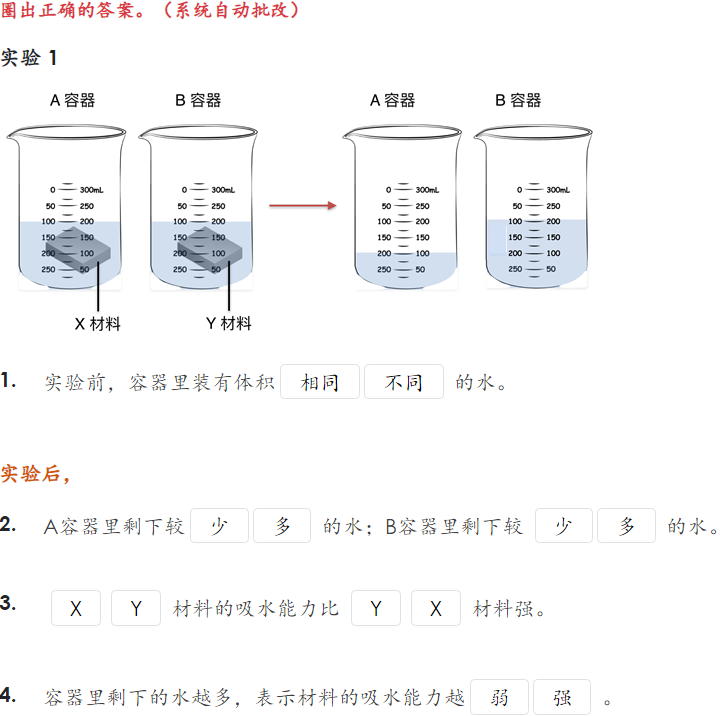 圈出正确的答案。（系统自动批改）
实验 1
A 容器 B 容器 A 容器 B 容器
0 300mL 0 300mL 0 300mL 0 300mL
50 250 50 250 50 250 50 250
100 200 100 200 100 200 100 200
150 150 150 150 150 150 150 150
200 100 200 100 200 100 200 100
250 50 250 50 250 50 250 50
X 材料 Y 材料
1. 实验前，容器里装有体积 相同 不同 的水。
实验后，
2. A容器里剩下较 少 多 的水；B容器里剩下较 少 多 的水。
3. X Y 材料的吸水能力比 Y X 材料强。
4. 容器里剩下的水越多，表示材料的吸水能力越 弱 强 。